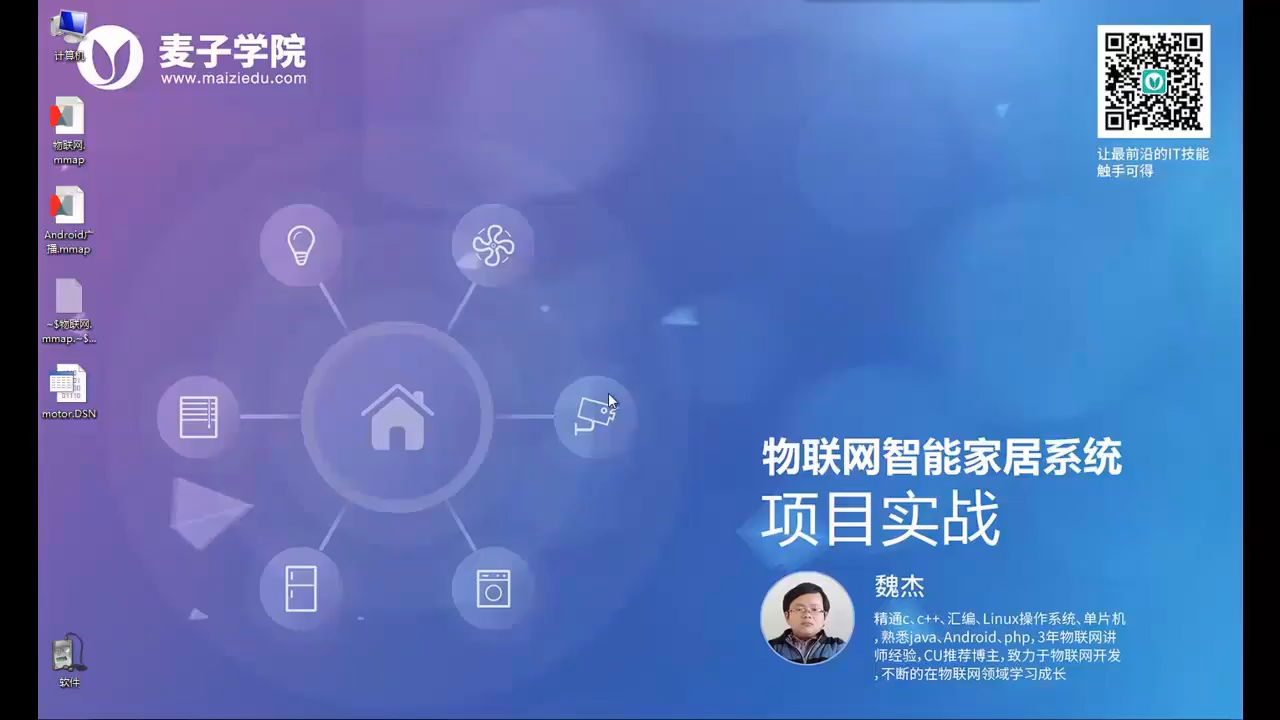 计算机
麦子学院
www.maiziedu.com
物联网.
mmap
Android广
播.mmap
~$物联网.
mmap.~$...
motor.DSN
软件
让最前沿的IT技能
触手可得
物联网智能家居系统
项目实战
魏杰
精通c、c++、汇编、Linux操作系统、单片机
,熟悉java、Android、php，3年物联网讲
师经验，CU推荐博主，致力于物联网开发
,不断的在物联网领域学习成长